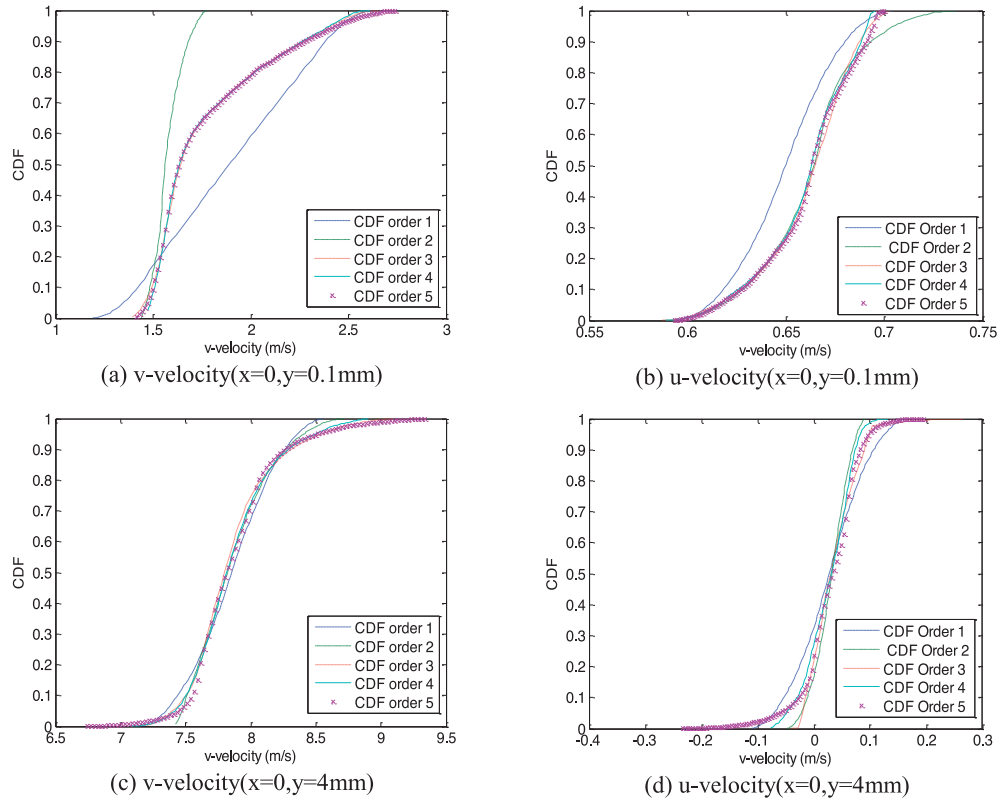 1
0.9
0.8
0.7
0.6
0.5
0.4
0.3
0.2
0.1
0
CDF
1
1.5
2
2.5
3
v-velocity (m/s)
CDF order 1
CDF order 2
CDF order 3
CDF order 4
CDF order 5
(a) v-velocity(x=0,y=0.1mm)
1
0.9
0.8
0.7
0.6
0.5
0.4
0.3
0.2
0.1
0
CDF
0.55
0.6
0.65
0.7
0.75
v-velocity (m/s)
CDF Order 1
CDF Order 2
CDF Order 3
CDF Order 4
CDF Order 5
(b) u-velocity(x=0,y=0.1mm)
1
0.9
0.8
0.7
0.6
0.5
0.4
0.3
0.2
0.1
0
CDF
6.5
7
7.5
8
8.5
9
9.5
v-velocity (m/s)
CDF order 1
CDF order 2
CDF order 3
CDF order 4
CDF order 5
(c) v-velocity(x=0,y=4mm)
1
0.9
0.8
0.7
0.6
0.5
0.4
0.3
0.2
0.1
0
CDF
-0.4
-0.3
-0.2
-0.1
0
0.1
0.2
0.3
v-velocity (m/s)
CDF Order 1
CDF Order 2
CDF Order 3
CDF Order 4
CDF Order 5
(d) u-velocity(x=0,y=4mm)